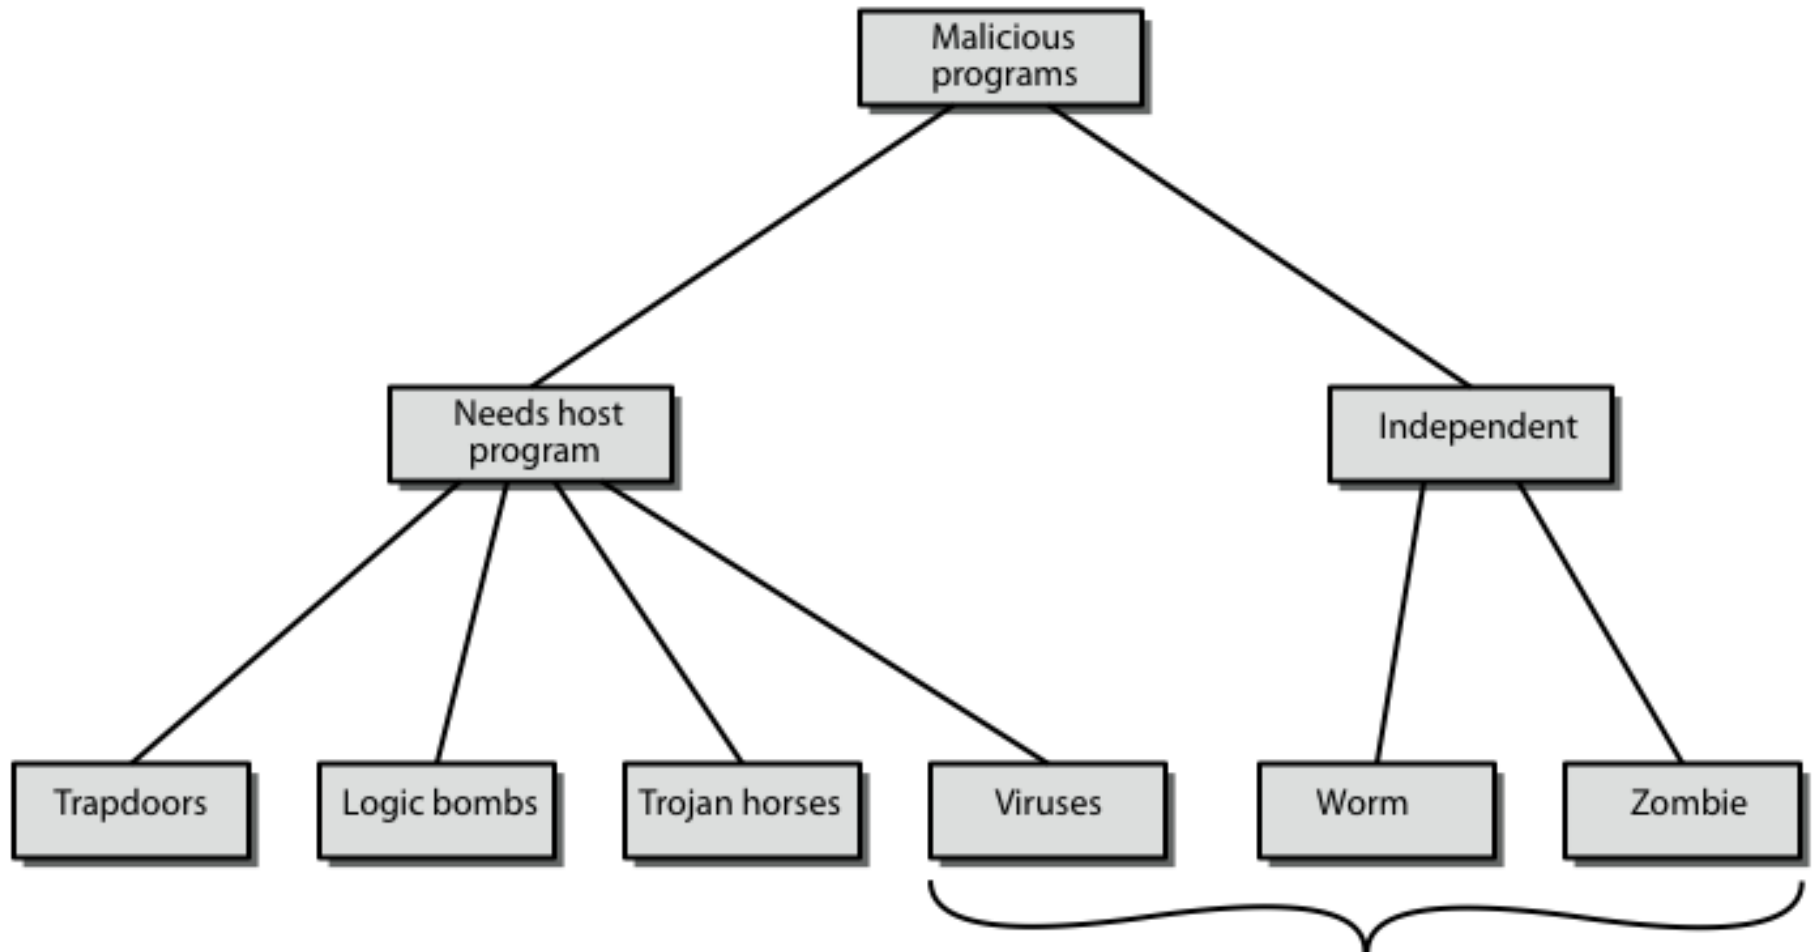 Malicious
programs
Needs host
program
Independent
Trapdoors
Logic bombs
Trojan horses
Viruses
Worm
Zombie